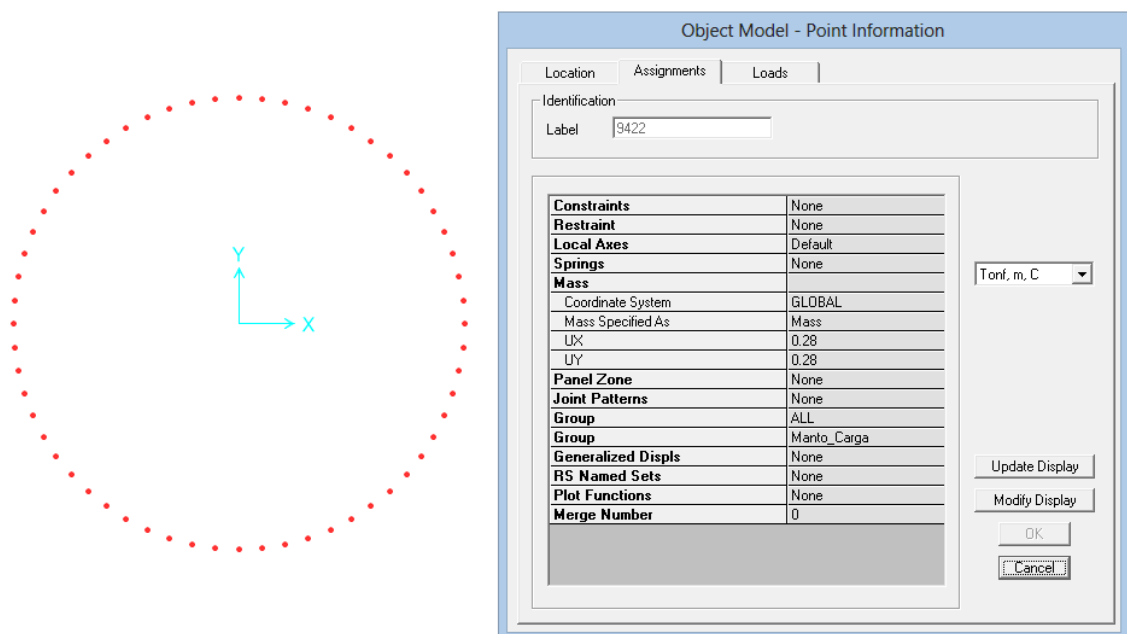 Object Model - Point Information
Location Assignments Loads
Identification
Label 9422
Y
X
Constraints None
Restraint None
Local Axes Default
Springs None
Mass
Coordinate System GLOBAL
Mass Specified As Mass
UX 0.28
UY 0.28
Panel Zone None
Joint Patterns None
Group ALL
Group Manto_Carga
Generalized Displs None
RS Named Sets None
Plot Functions None
Merge Number 0
Tonf, m, C
Update Display
Modify Display
OK
Cancel